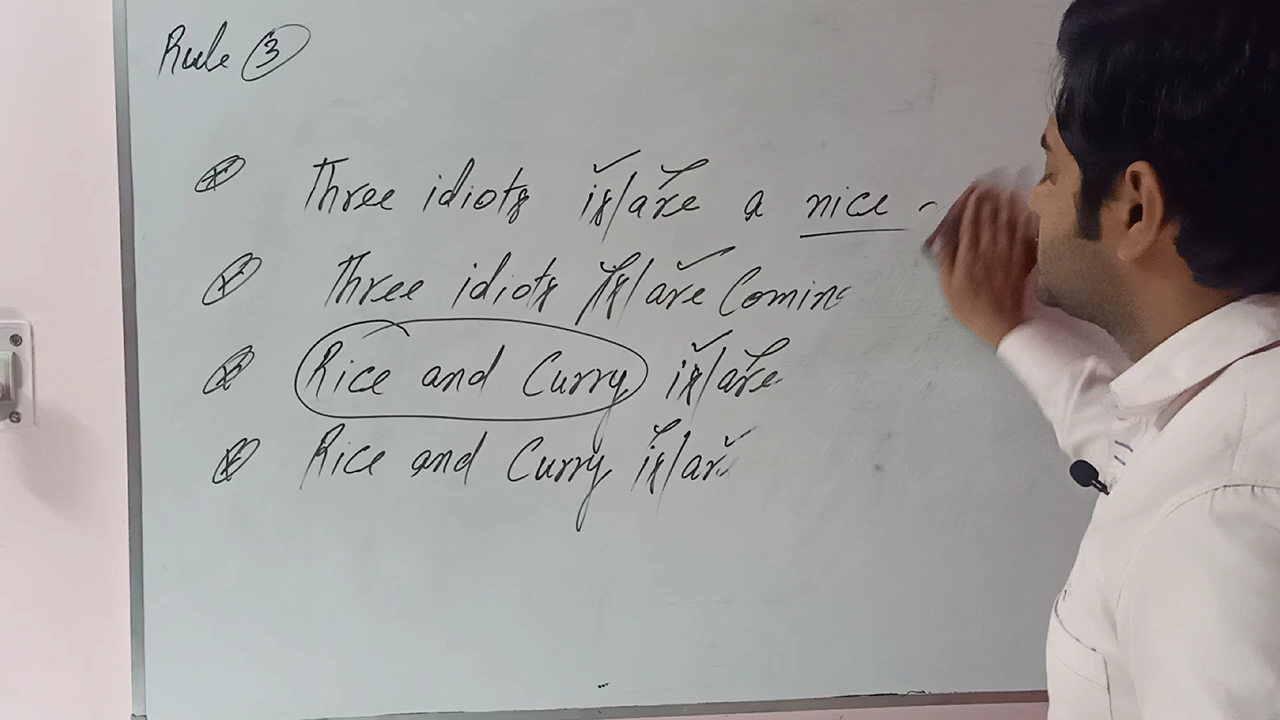 Rule 3
Three idiots is/are a nice
Three idiots is/are Comin
Rice and Curry is/are
Rice and Curry is/are